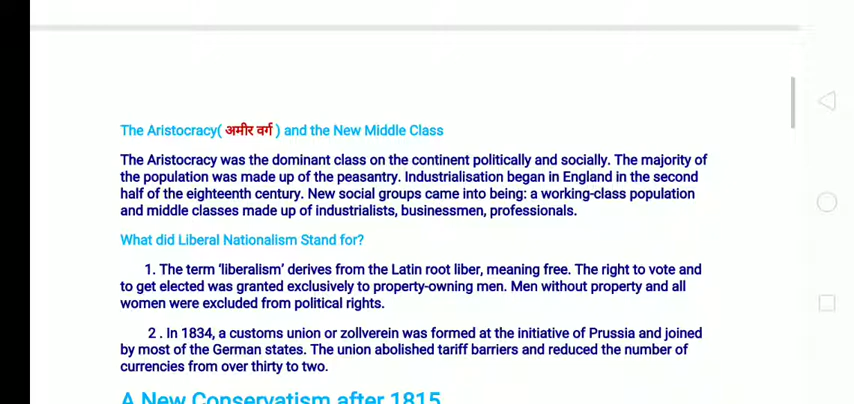 The Aristocracy( अमीर वर्ग ) and the New Middle Class
The Aristocracy was the dominant class on the continent politically and socially. The majority of
the population was made up of the peasantry. Industrialisation began in England in the second
half of the eighteenth century. New social groups came into being: a working-class population
and middle classes made up of industrialists, businessmen, professionals.
What did Liberal Nationalism Stand for?
1. The term ‘liberalism’ derives from the Latin root liber, meaning free. The right to vote and
to get elected was granted exclusively to property-owning men. Men without property and all
women were excluded from political rights.
2 . In 1834, a customs union or zollverein was formed at the initiative of Prussia and joined
by most of the German states. The union abolished tariff barriers and reduced the number of
currencies from over thirty to two.
A New Conservatism after 1815